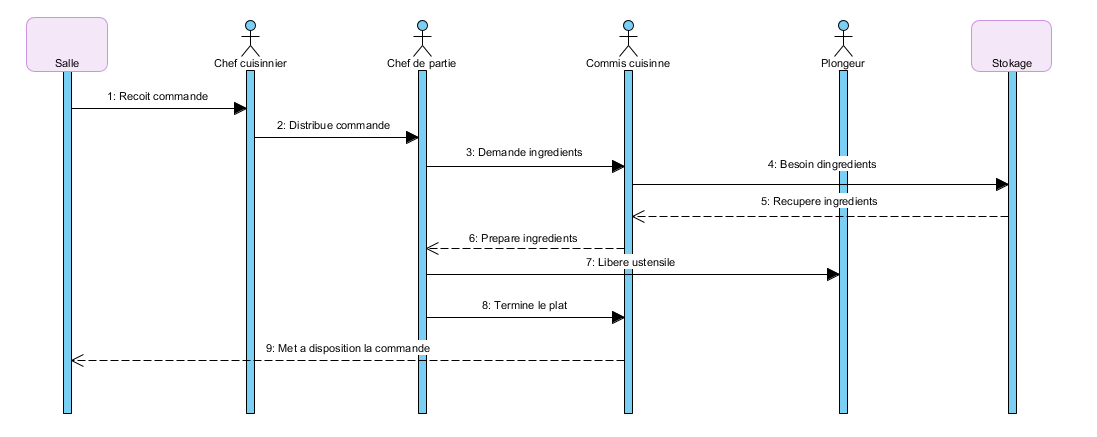 Salle
Chef cuisinnier
Chef de partie
Commis cuisinne
Plongeur
Stokage
1: Recoit commande
2: Distribue commande
3: Demande ingredients
4: Besoin dingredients
5: Recupere ingredients
6: Prepare ingredients
7: Libere ustensile
8: Termine le plat
9: Met a disposition la commande